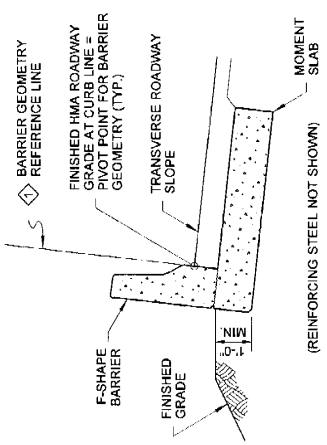 1 BARRIER GEOMETRY
REFERENCE LINE
FINISHED HMA ROADWAY
GRADE AT CURB LINE =
PIVOT POINT FOR BARRIER
GEOMETRY (TYP.)
TRANSVERSE ROADWAY
SLOPE
F-SHAPE
BARRIER
FINISHED
GRADE
1'-0"
MIN.
MOMENT
SLAB
(REINFORCING STEEL NOT SHOWN)